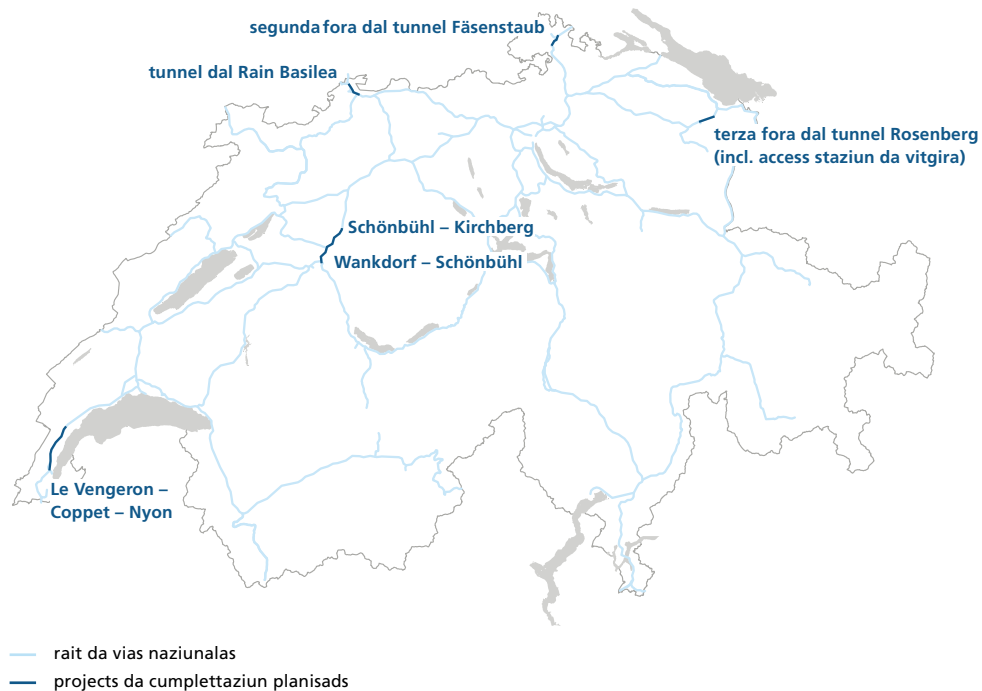 segunda fora dal tunnel Fäsenstaub
tunnel dal Rain Basilea
terza fora dal tunnel Rosenberg
(incl. access staziun da vitgira)
Schönbühl – Kirchberg
Wankdorf – Schönbühl
Le Vengeron –
Coppet – Nyon
rait da vias naziunalas
projects da cumplettaziun planisads